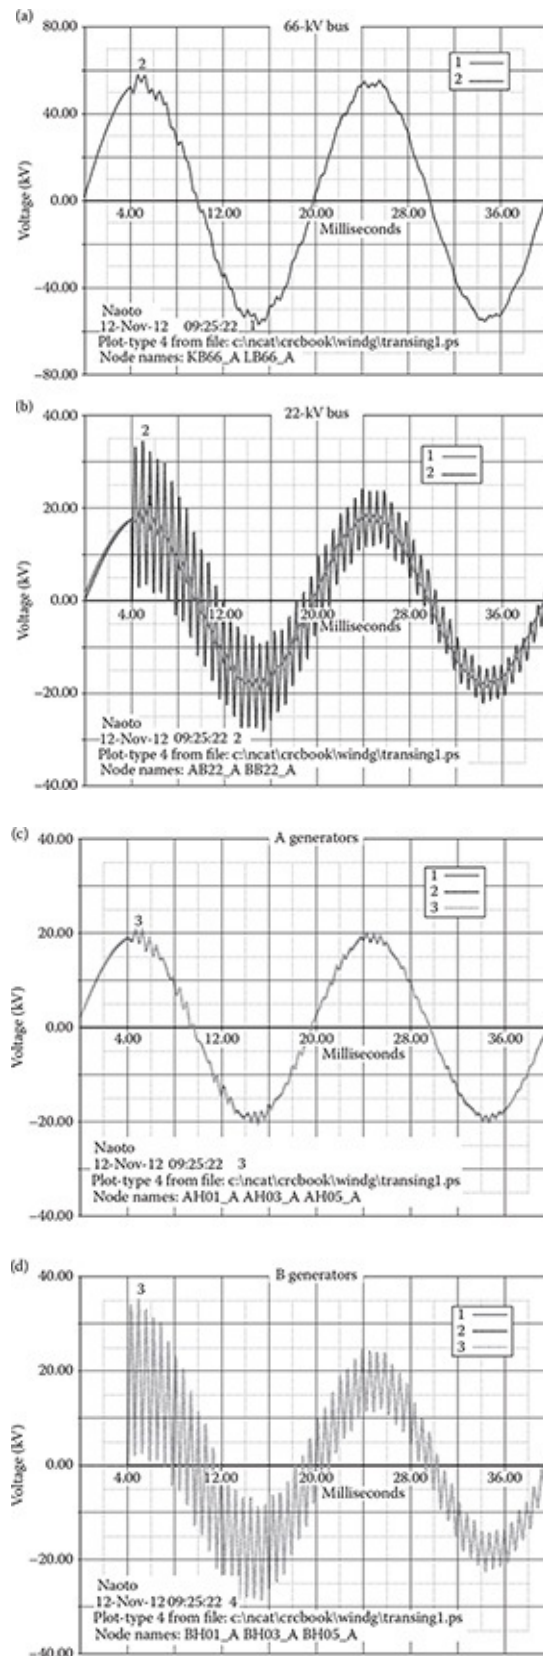 (a)
66-kV bus
80.00
2
1
2
40.00
Voltage (kV)
0.00
4.00 12.00 20.00 28.00 36.00
Milliseconds
−40.00
Naoto
12-Nov-12 09:25:22 1
Plot-type 4 from file: c:\ncat\crcbook\windg\transing1.ps
Node names: KB66_A LB66_A
−80.00
(b)
22-kV bus
40.00
2
1
2
20.00
Voltage (kV)
0.00
4.00 12.00 20.00 28.00 36.00
Milliseconds
−20.00
Naoto
12-Nov-12 09:25:22 2
Plot-type 4 from file: c:\ncat\crcbook\windg\transing1.ps
Node names: AB22_A BB22_A
−40.00
(c)
A generators
40.00
1
2
3
3
20.00
Voltage (kV)
0.00
4.00 12.00 20.00 28.00 36.00
Milliseconds
−20.00
Naoto
12-Nov-12 09:25:22 3
Plot-type 4 from file: c:\ncat\crcbook\windg\transing1.ps
Node names: AH01_A AH03_A AH05_A
−40.00
(d)
B generators
40.00
3
1
2
3
20.00
Voltage (kV)
0.00
4.00 12.00 20.00 28.00 36.00
Milliseconds
−20.00
Naoto
12-Nov-12 09:25:22 4
Plot-type 4 from file: c:\ncat\crcbook\windg\transing1.ps
Node names: BH01_A BH03_A BH05_A
−40.00